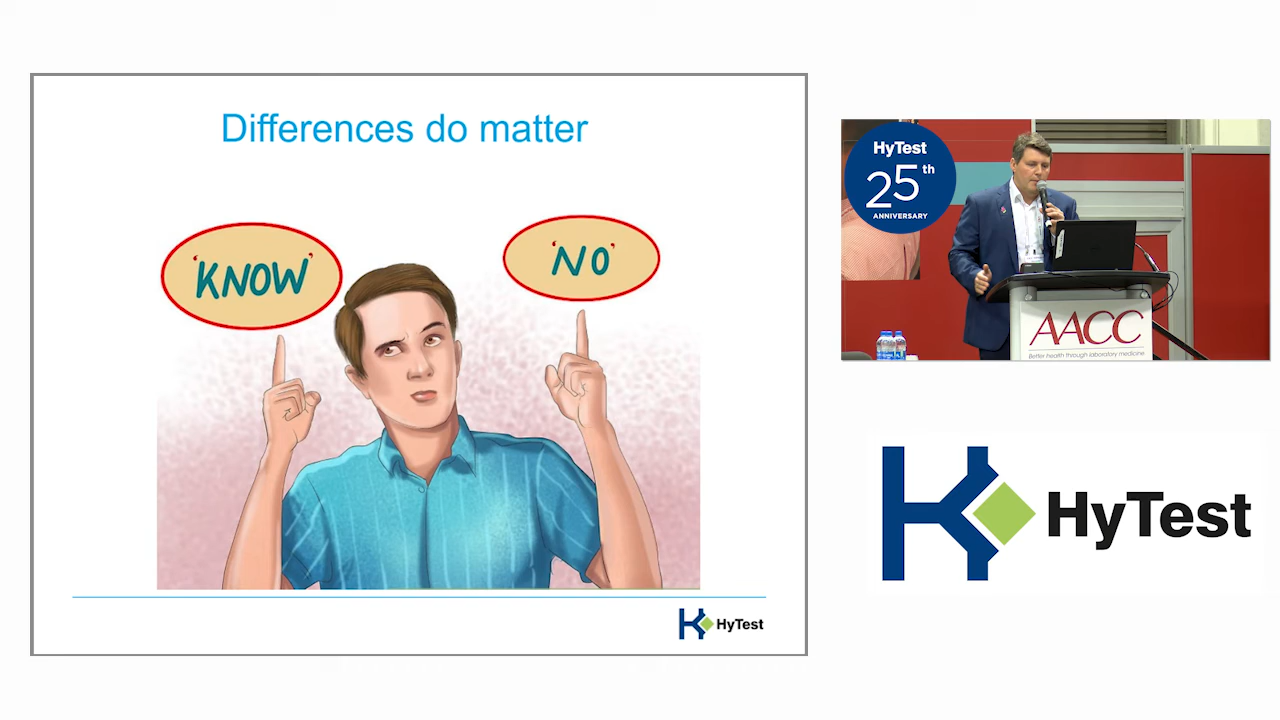 Differences do matter
'KNOW'
'NO'
HyTest
HyTest
25th
ANNIVERSARY
AACC
Better health through laboratory medicine
HyTest